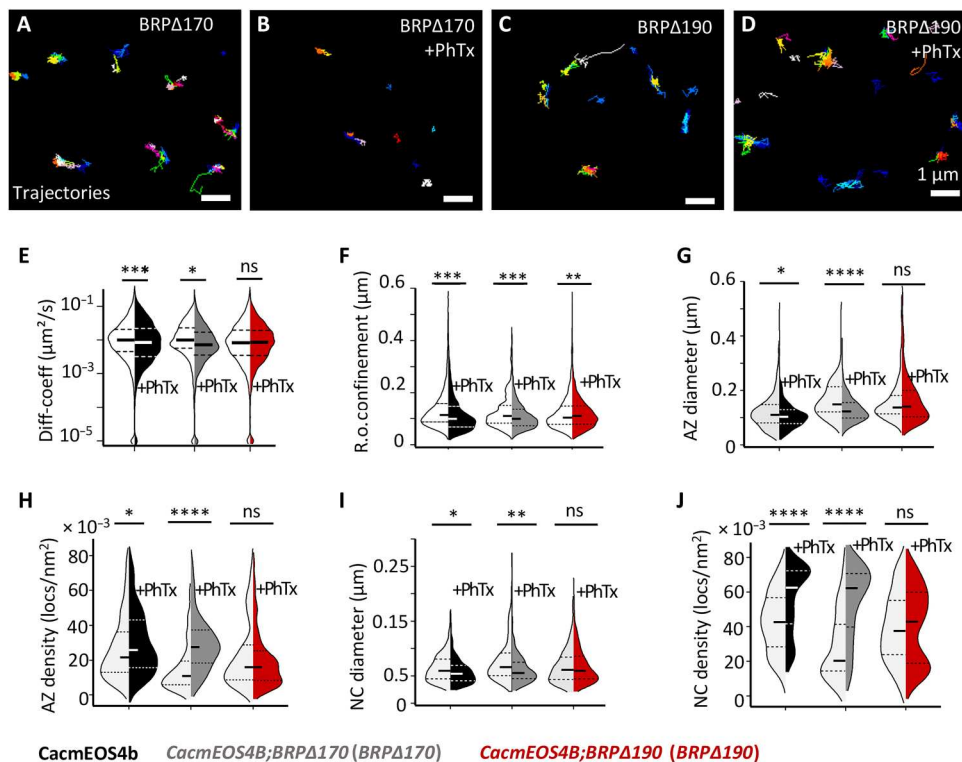 A BRPΔ170
Trajectories
B BRPΔ170
+PhTx
C BRPΔ190
D BRPΔ190
+PhTx
1 µm
E
*** * ns
Diff-coeff (µm²/s)
10⁻¹
10⁻³
10⁻⁵
+PhTx +PhTx +PhTx
F
*** *** **
R.o. confinement (µm)
0.6
0.4
0.2
0
+PhTx +PhTx +PhTx
G
* **** ns
AZ diameter (µm)
0.6
0.4
0.2
0
+PhTx +PhTx +PhTx
H
× 10⁻³
* **** ns
AZ density (locs/nm²)
80
60
40
20
0
+PhTx +PhTx +PhTx
I
* ** ns
NC diameter (µm)
0.25
0.5
0
+PhTx +PhTx +PhTx
J
× 10⁻³
**** **** ns
NC density (locs/nm²)
80
60
40
20
0
+PhTx +PhTx +PhTx
CacmEOS4b CacmEOS4B;BRPΔ170 (BRPΔ170) CacmEOS4B;BRPΔ190 (BRPΔ190)